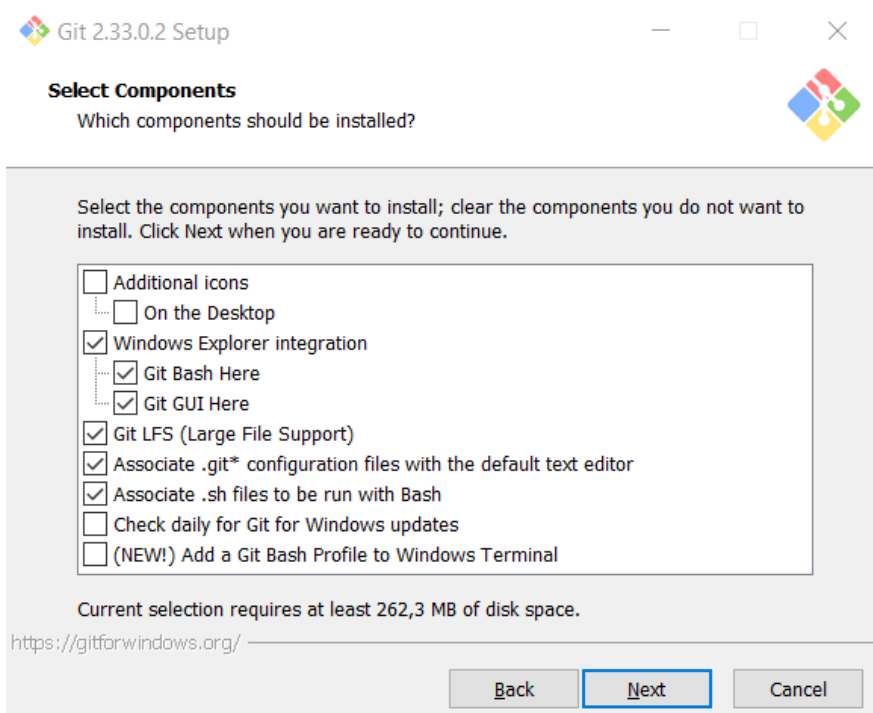 Git 2.33.0.2 Setup
Select Components
Which components should be installed?
Select the components you want to install; clear the components you do not want to
install. Click Next when you are ready to continue.
Additional icons
On the Desktop
Windows Explorer integration
Git Bash Here
Git GUI Here
Git LFS (Large File Support)
Associate .git* configuration files with the default text editor
Associate .sh files to be run with Bash
Check daily for Git for Windows updates
(NEW!) Add a Git Bash Profile to Windows Terminal
Current selection requires at least 262,3 MB of disk space.
https://gitforwindows.org/
Back Next Cancel